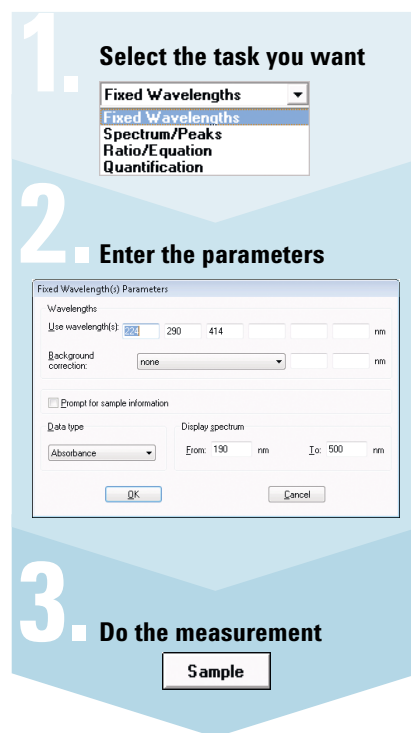 1.
Select the task you want
Fixed Wavelengths
Fixed Wavelengths
Spectrum/Peaks
Ratio/Equation
Quantification
2.
Enter the parameters
Fixed Wavelength(s) Parameters
Wavelengths
Use wavelength(s): 224 290 414 nm
Background
correction: none nm
Prompt for sample information
Data type Display spectrum
Absorbance From: 190 nm To: 500 nm
OK Cancel
3.
Do the measurement
Sample